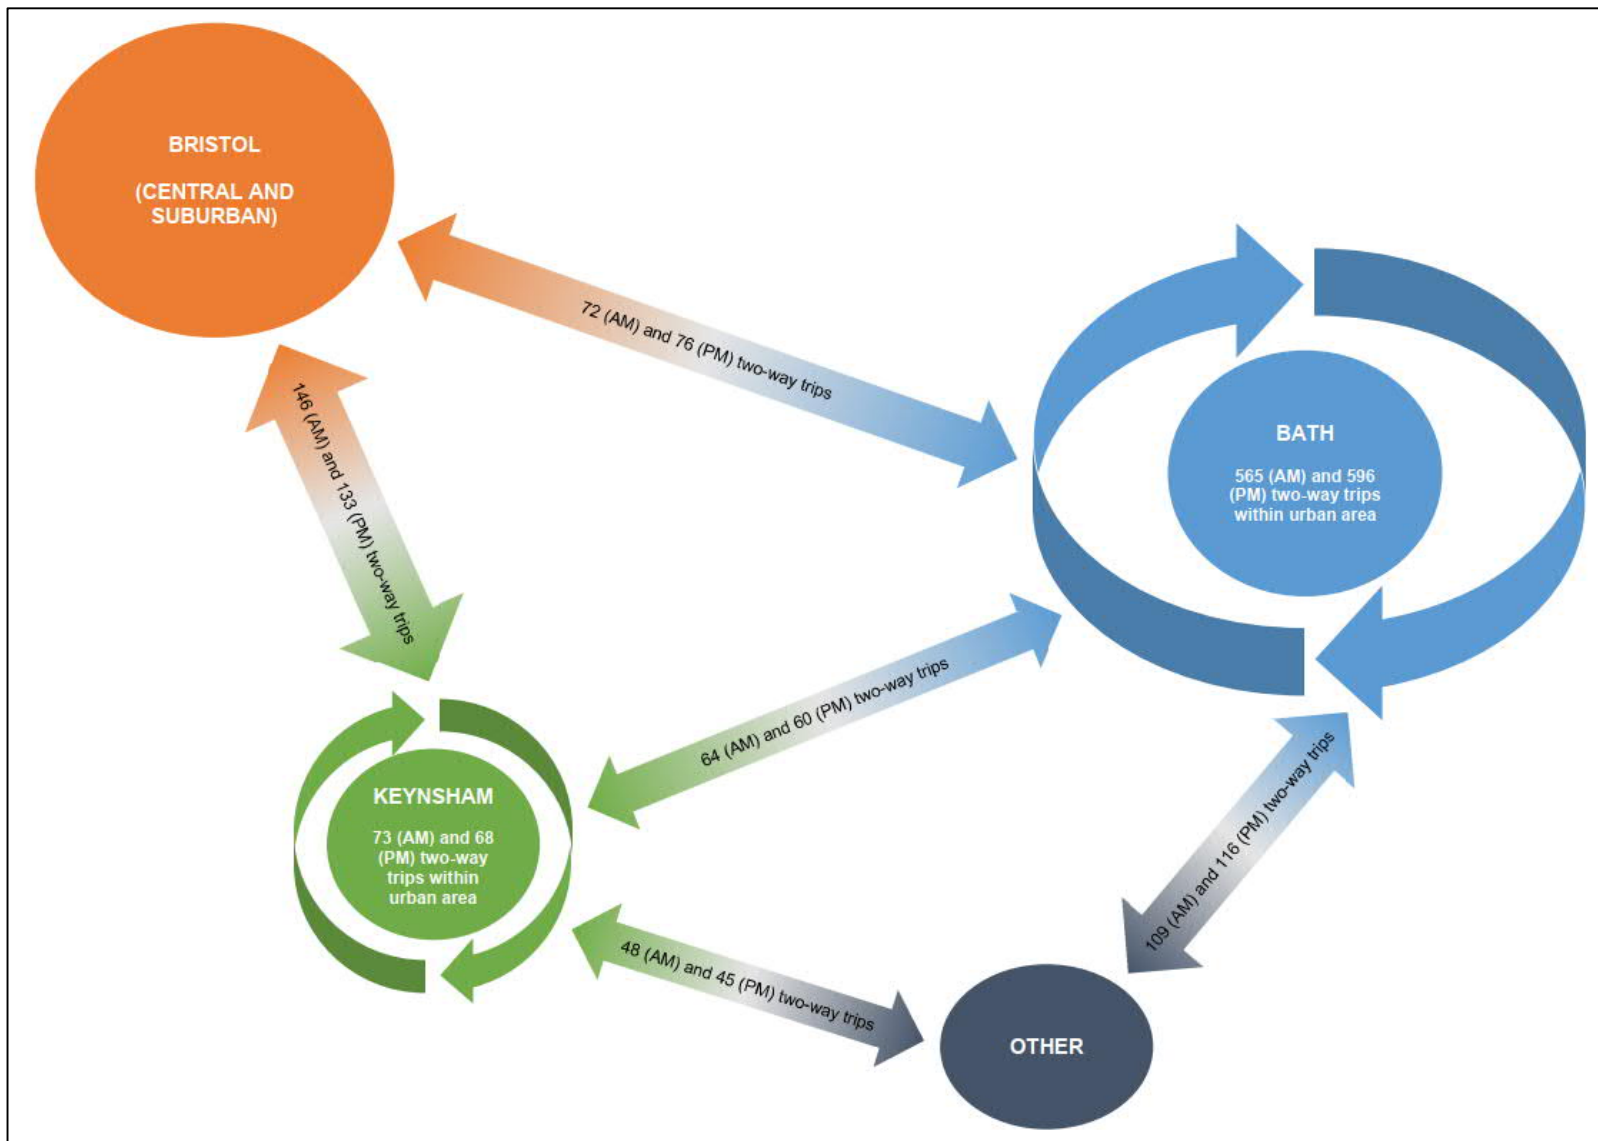 BRISTOL
(CENTRAL AND
SUBURBAN)
72 (AM) and 76 (PM) two-way trips
BATH
565 (AM) and 596
(PM) two-way trips
within urban area
146 (AM) and 133 (PM) two-way trips
64 (AM) and 60 (PM) two-way trips
KEYNSHAM
73 (AM) and 68
(PM) two-way
trips within
urban area
109 (AM) and 116 (PM) two-way trips
48 (AM) and 45 (PM) two-way trips
OTHER